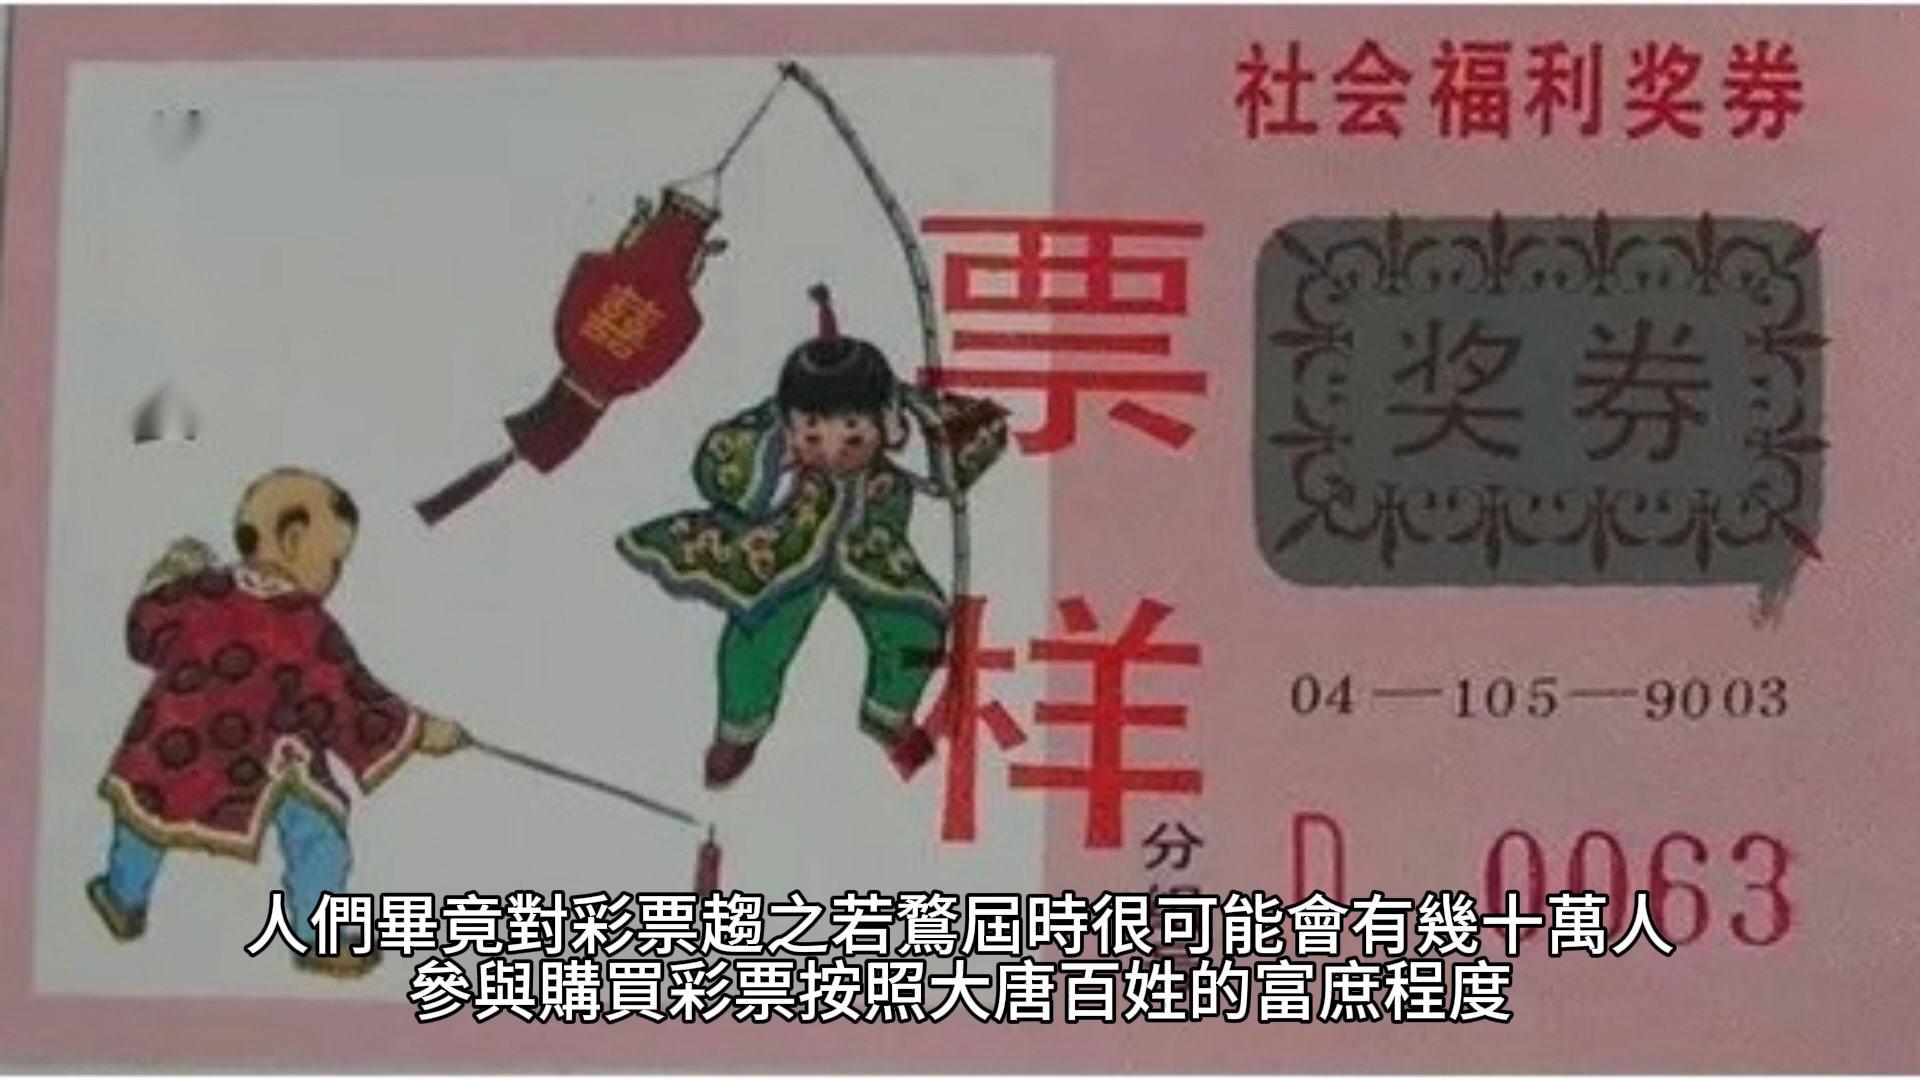 社会福利奖券
囍
票
样
奖券
04—105—9003
分
D 0063
人們畢竟對彩票趨之若鶩屆時很可能會有幾十萬人
參與購買彩票按照大唐百姓的富庶程度